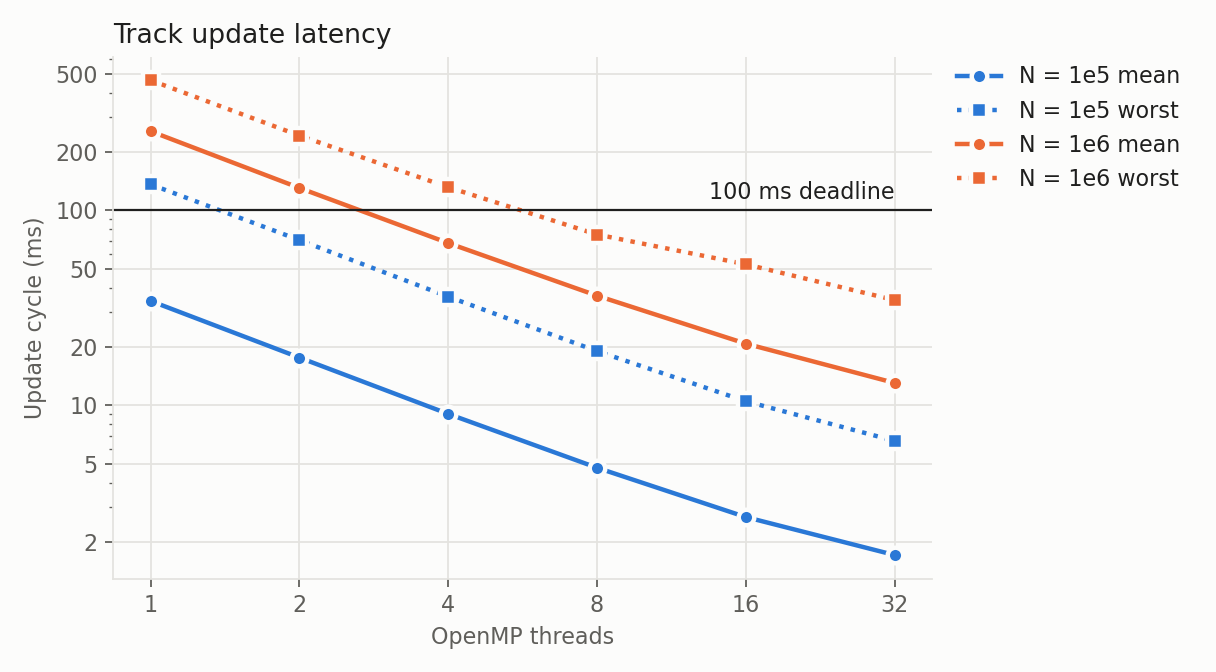 Track update latency
500
200
100
50
20
10
5
2
Update cycle (ms)
100 ms deadline
1 2 4 8 16 32
OpenMP threads
N = 1e5 mean
N = 1e5 worst
N = 1e6 mean
N = 1e6 worst